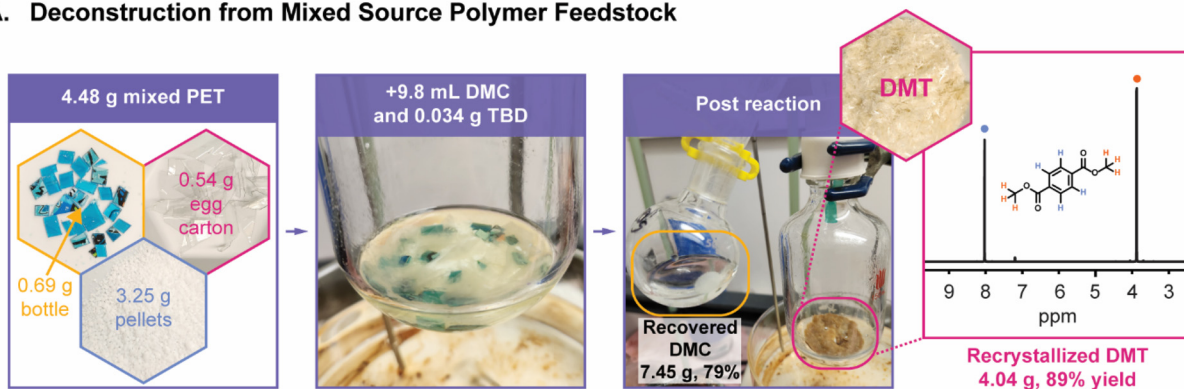 A. Deconstruction from Mixed Source Polymer Feedstock
4.48 g mixed PET
0.54 g
egg
carton
0.69 g
bottle
3.25 g
pellets
+9.8 mL DMC
and 0.034 g TBD
Post reaction
Recovered
DMC
7.45 g, 79%
DMT
H
H
O
O
H
H
H
H
H
H
O
O
H
H
9 8 7 6 5 4 3
ppm
Recrystallized DMT
4.04 g, 89% yield